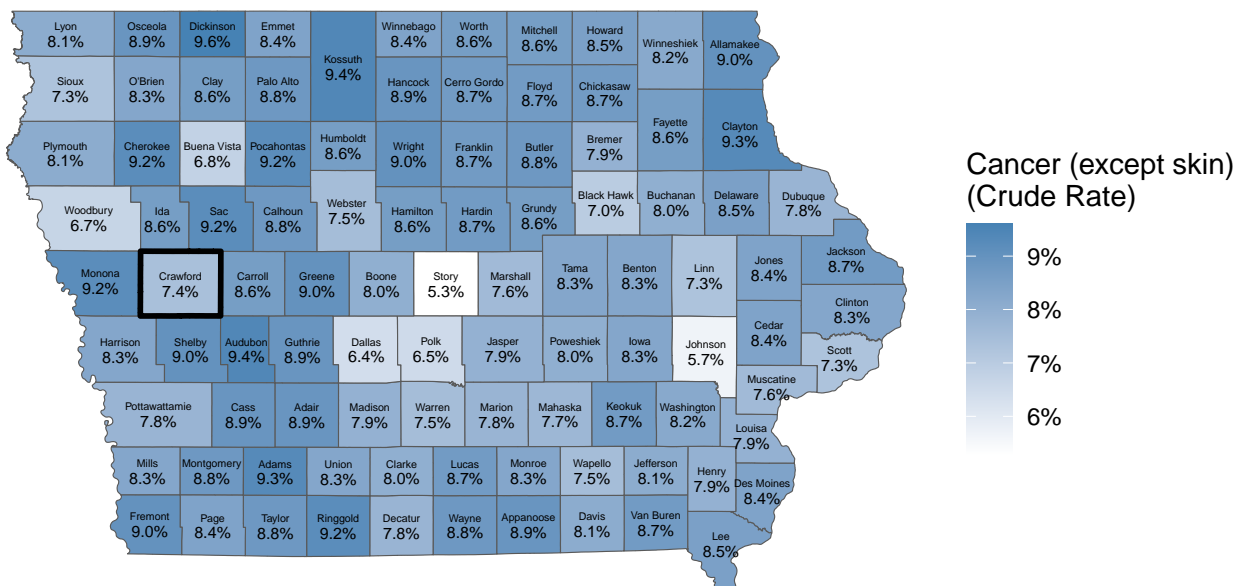 Lyon
8.1%
Osceola
8.9%
Dickinson
9.6%
Emmet
8.4%
Kossuth
9.4%
Winnebago
8.4%
Worth
8.6%
Mitchell
8.6%
Howard
8.5%
Winneshiek
8.2%
Allamakee
9.0%
Sioux
7.3%
O'Brien
8.3%
Clay
8.6%
Palo Alto
8.8%
Hancock
8.9%
Cerro Gordo
8.7%
Floyd
8.7%
Chickasaw
8.7%
Fayette
8.6%
Clayton
9.3%
Plymouth
8.1%
Cherokee
9.2%
Buena Vista
6.8%
Pocahontas
9.2%
Humboldt
8.6%
Wright
9.0%
Franklin
8.7%
Butler
8.8%
Bremer
7.9%
Woodbury
6.7%
Ida
8.6%
Sac
9.2%
Calhoun
8.8%
Webster
7.5%
Hamilton
8.6%
Hardin
8.7%
Grundy
8.6%
Black Hawk
7.0%
Buchanan
8.0%
Delaware
8.5%
Dubuque
7.8%
Monona
9.2%
Crawford
7.4%
Carroll
8.6%
Greene
9.0%
Boone
8.0%
Story
5.3%
Marshall
7.6%
Tama
8.3%
Benton
8.3%
Linn
7.3%
Jones
8.4%
Jackson
8.7%
Clinton
8.3%
Harrison
8.3%
Shelby
9.0%
Audubon
9.4%
Guthrie
8.9%
Dallas
6.4%
Polk
6.5%
Jasper
7.9%
Poweshiek
8.0%
Iowa
8.3%
Johnson
5.7%
Cedar
8.4%
Scott
7.3%
Muscatine
7.6%
Pottawattamie
7.8%
Cass
8.9%
Adair
8.9%
Madison
7.9%
Warren
7.5%
Marion
7.8%
Mahaska
7.7%
Keokuk
8.7%
Washington
8.2%
Louisa
7.9%
Mills
8.3%
Montgomery
8.8%
Adams
9.3%
Union
8.3%
Clarke
8.0%
Lucas
8.7%
Monroe
8.3%
Wapello
7.5%
Jefferson
8.1%
Henry
7.9%
Des Moines
8.4%
Fremont
9.0%
Page
8.4%
Taylor
8.8%
Ringgold
9.2%
Decatur
7.8%
Wayne
8.8%
Appanoose
8.9%
Davis
8.1%
Van Buren
8.7%
Lee
8.5%
Cancer (except skin)
(Crude Rate)
9%
8%
7%
6%